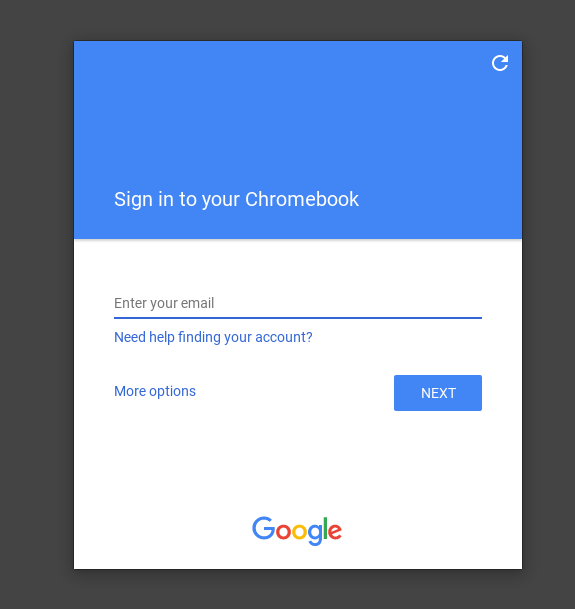 Sign in to your Chromebook
Enter your email
Need help finding your account?
More options
NEXT
Google